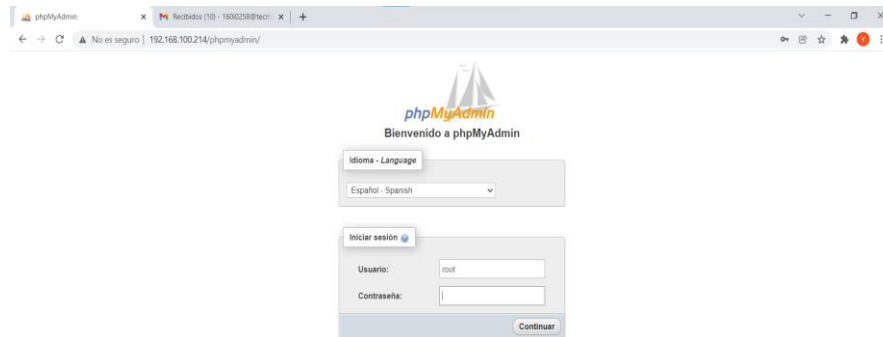 phpMyAdmin
Recibidos (10) - 16030258@tecn
No es seguro | 192.168.100.214/phpmyadmin/
Y
phpMyAdmin
Bienvenido a phpMyAdmin
Idioma - Language
Español - Spanish
Iniciar sesión
Usuario:
root
Contraseña:
Continuar